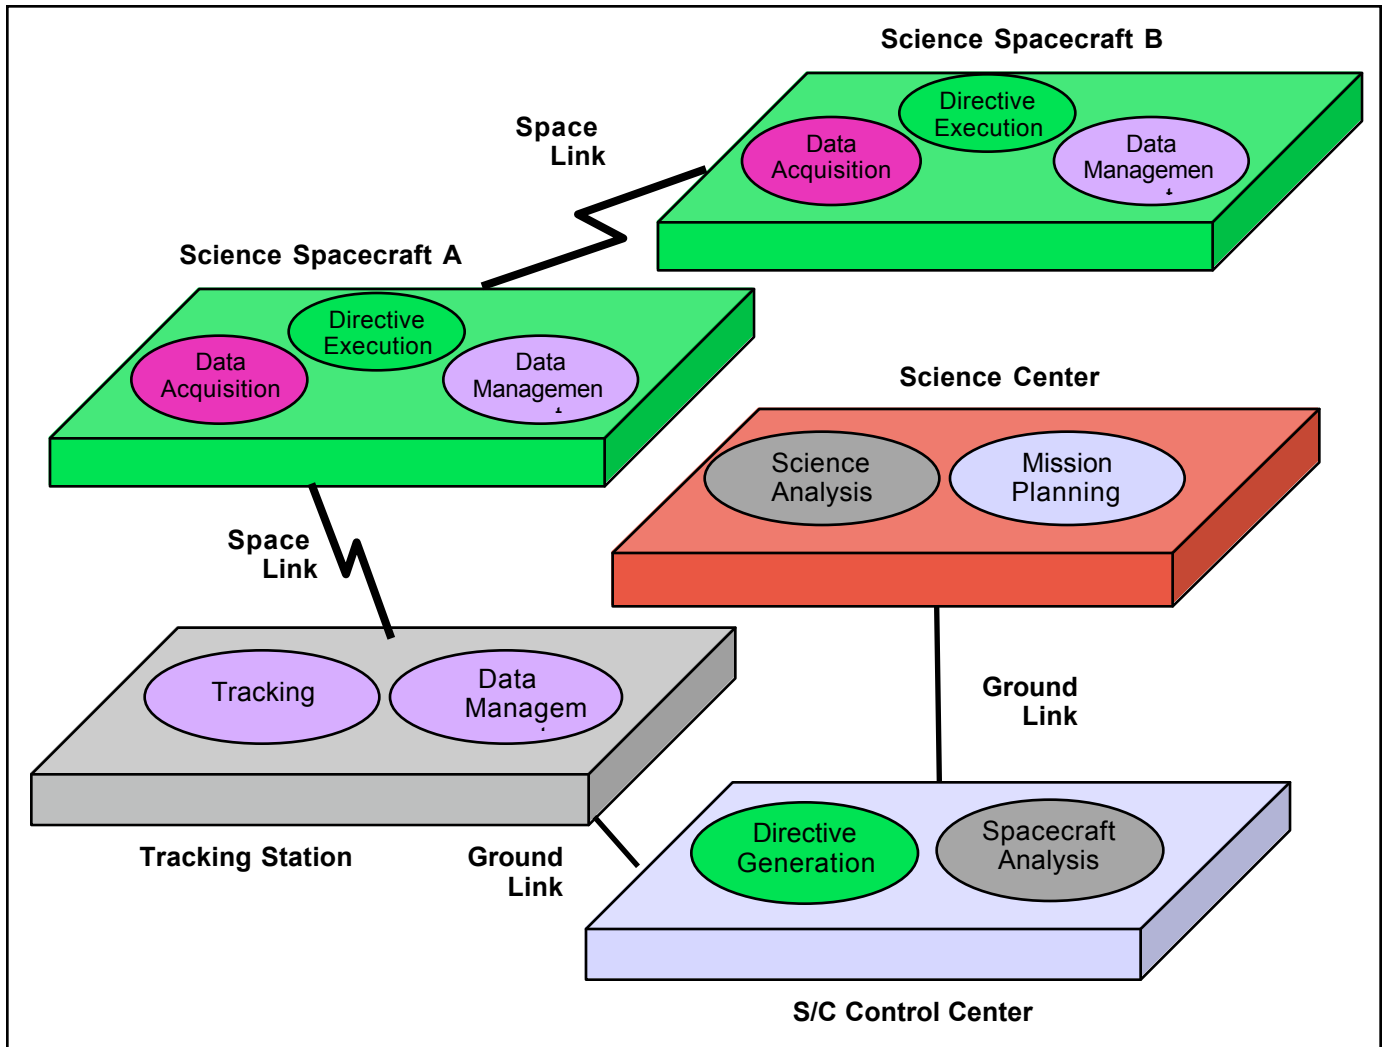 Science Spacecraft B
Directive
Execution
Data
Acquisition
Data
Managemen
Space
Link
Science Spacecraft A
Directive
Execution
Data
Acquisition
Data
Managemen
Science Center
Science
Analysis
Mission
Planning
Space
Link
Tracking
Data
Managem
Ground
Link
Tracking Station
Ground
Link
Directive
Generation
Spacecraft
Analysis
S/C Control Center